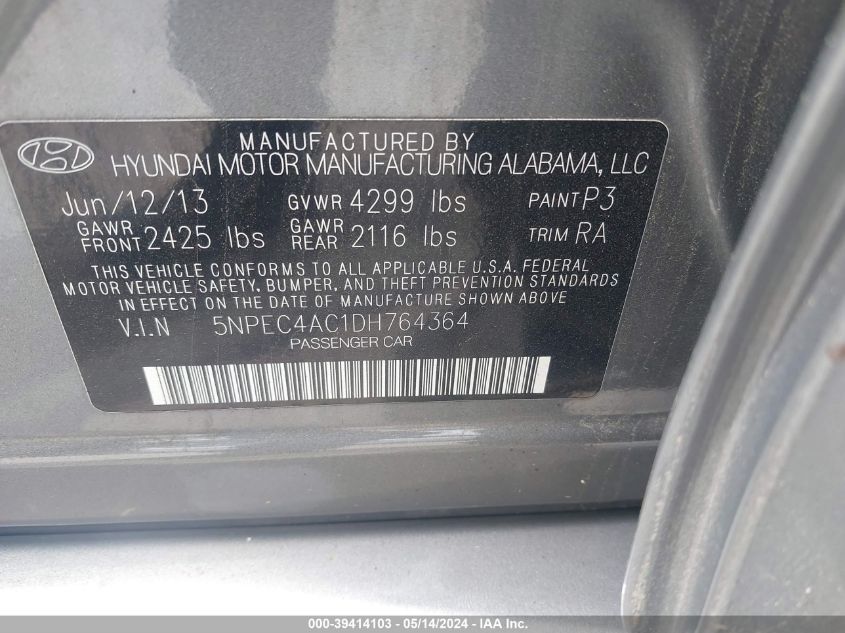 MANUFACTURED BY
HYUNDAI MOTOR MANUFACTURING ALABAMA, LLC
Jun/12/13 GVWR 4299 lbs PAINT P3
GAWR FRONT 2425 lbs GAWR REAR 2116 lbs TRIM RA
THIS VEHICLE CONFORMS TO ALL APPLICABLE U.S.A. FEDERAL
MOTOR VEHICLE SAFETY, BUMPER, AND THEFT PREVENTION STANDARDS
IN EFFECT ON THE DATE OF MANUFACTURE SHOWN ABOVE
V.I.N 5NPEC4AC1DH764364
PASSENGER CAR
000-39414103 - 05/14/2024 - IAA Inc.